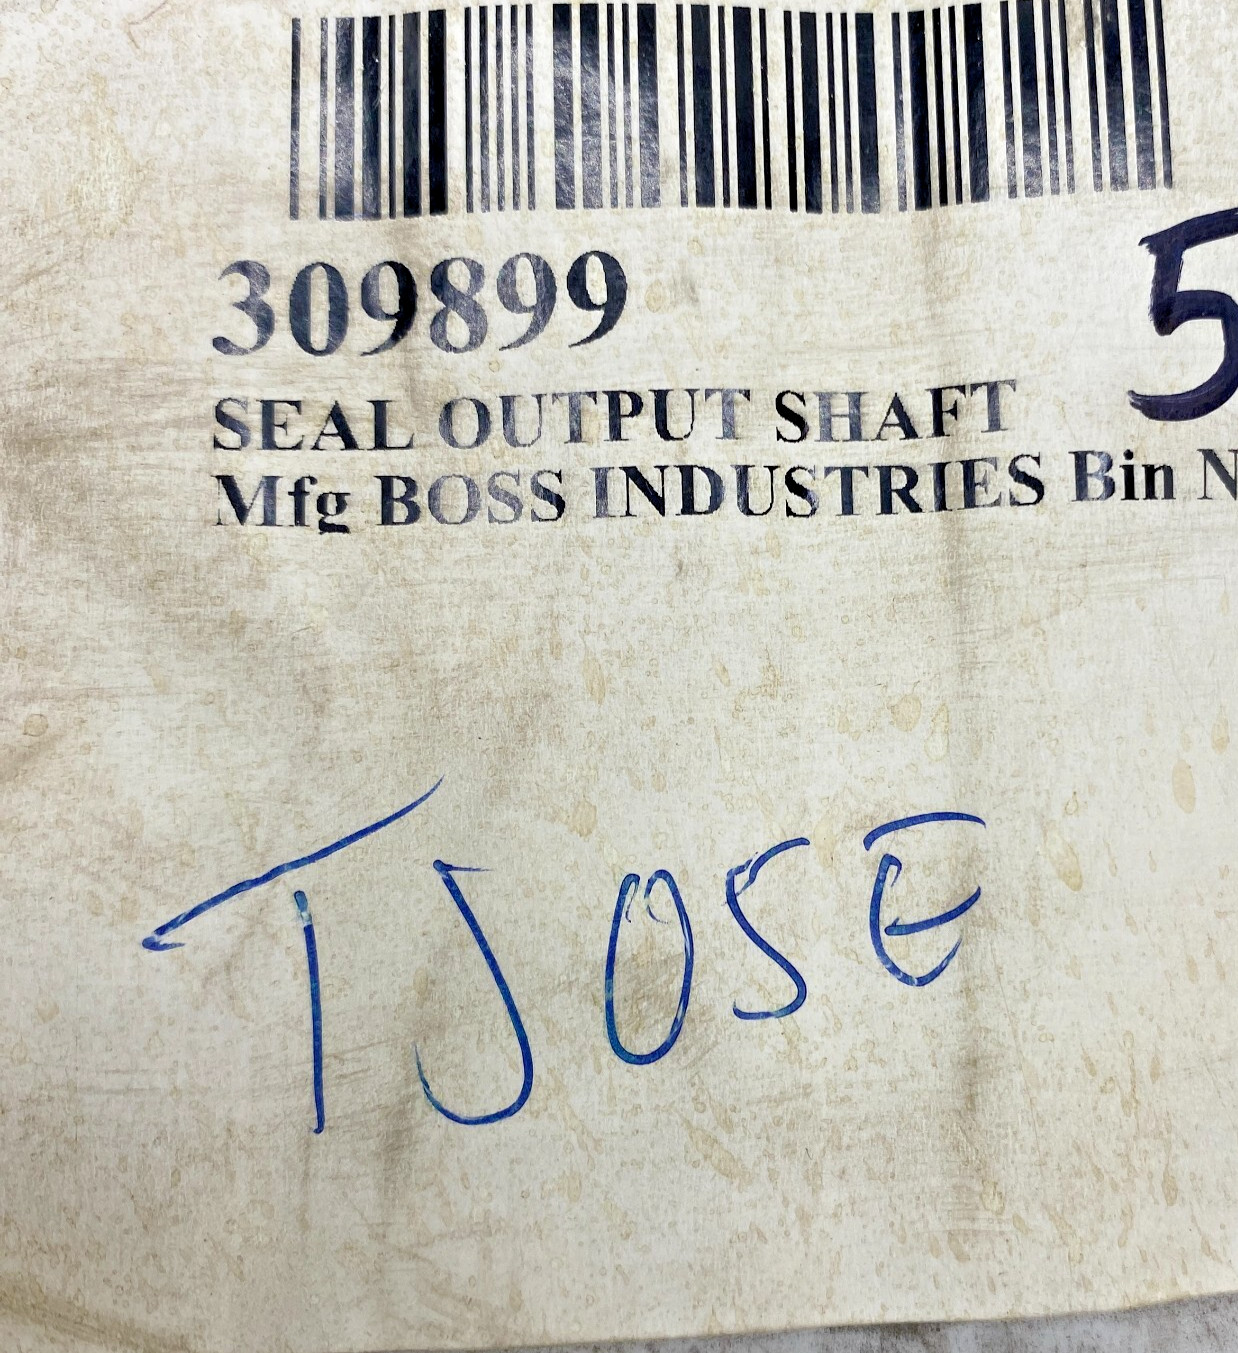 309899
5
SEAL OUTPUT SHAFT
Mfg BOSS INDUSTRIES Bin N
TJOSE